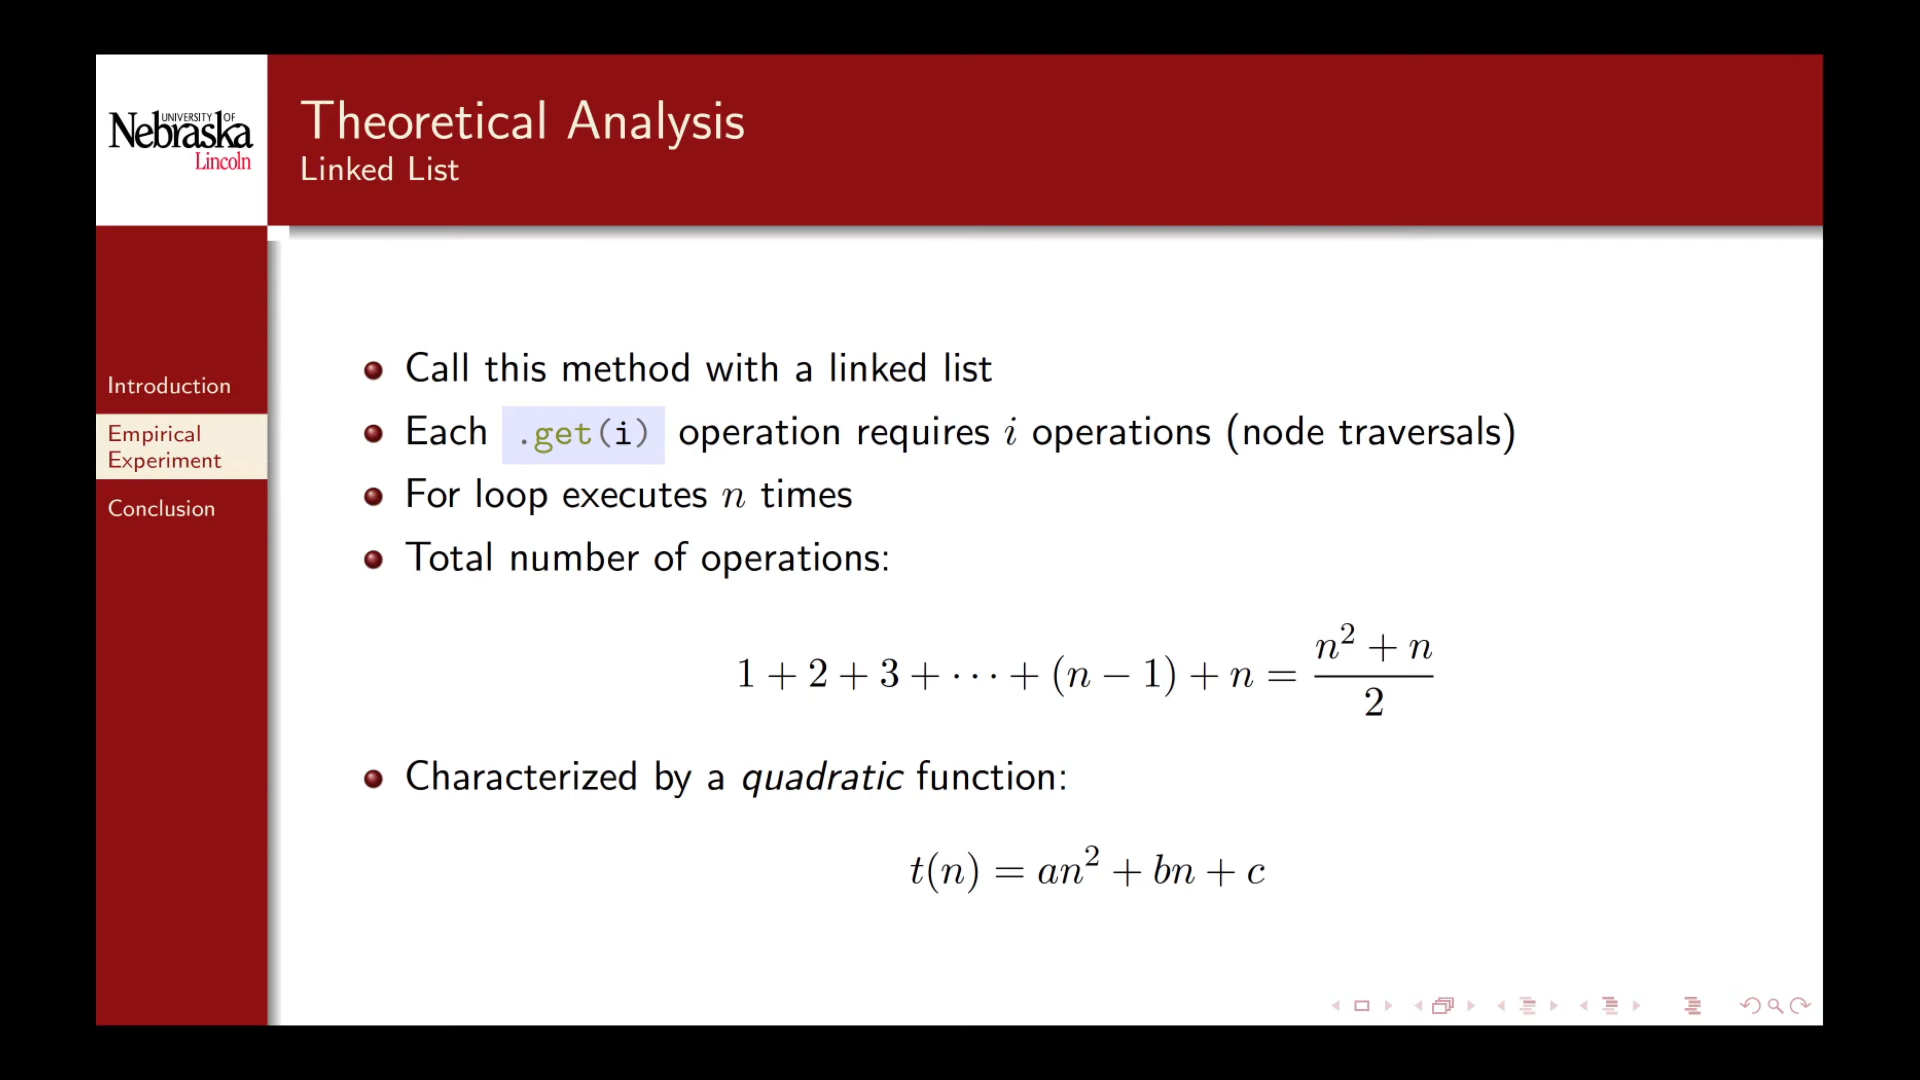 UNIVERSITY OF
Nebraska
Lincoln
Theoretical Analysis
Linked List
Introduction
Empirical
Experiment
Conclusion
Call this method with a linked list
Each .get(i) operation requires i operations (node traversals)
For loop executes n times
Total number of operations:
1 + 2 + 3 + ⋯ + (n − 1) + n = (n² + n)/2
Characterized by a quadratic function:
t(n) = an² + bn + c